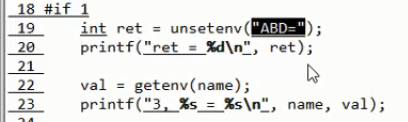 18 #if 1
19 int ret = unsetenv("ABD=");
20 printf("ret = %d\n", ret);
21
22 val = getenv(name);
23 printf("3, %s = %s\n", name, val);